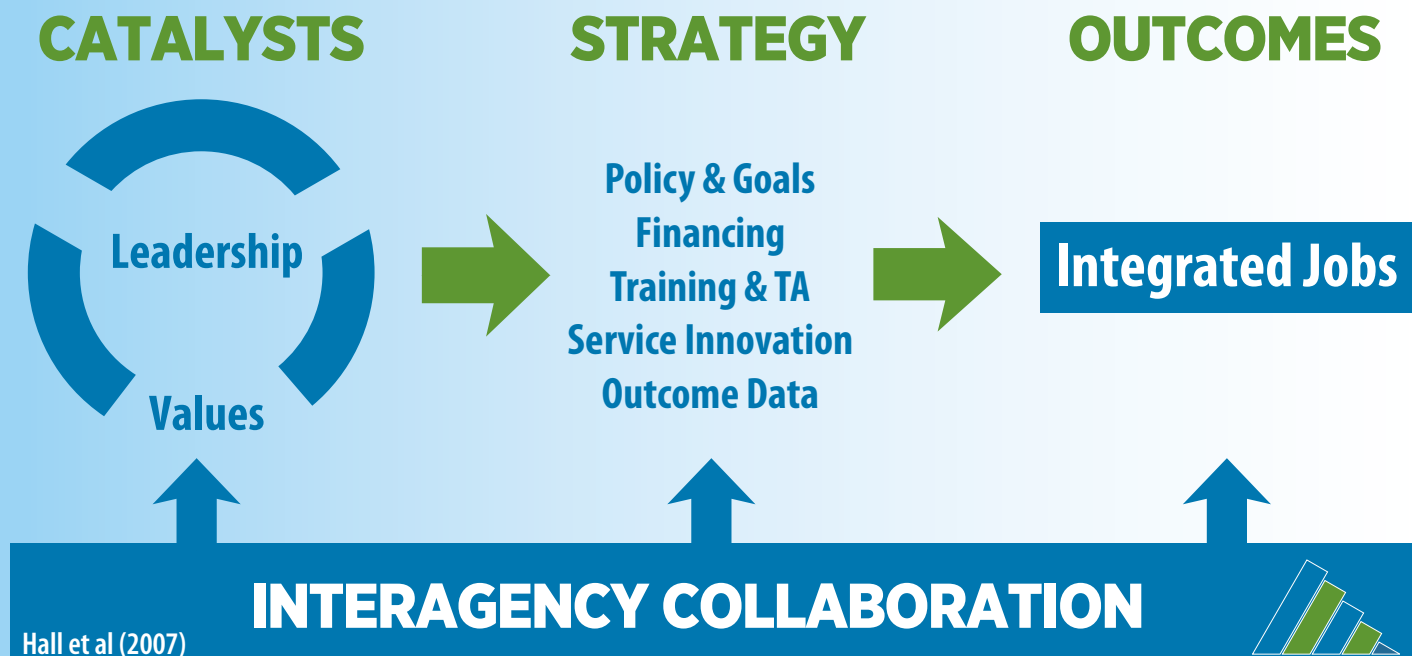 CATALYSTS
Leadership
Values
STRATEGY
Policy & Goals
Financing
Training & TA
Service Innovation
Outcome Data
OUTCOMES
Integrated Jobs
INTERAGENCY COLLABORATION
Hall et al (2007)